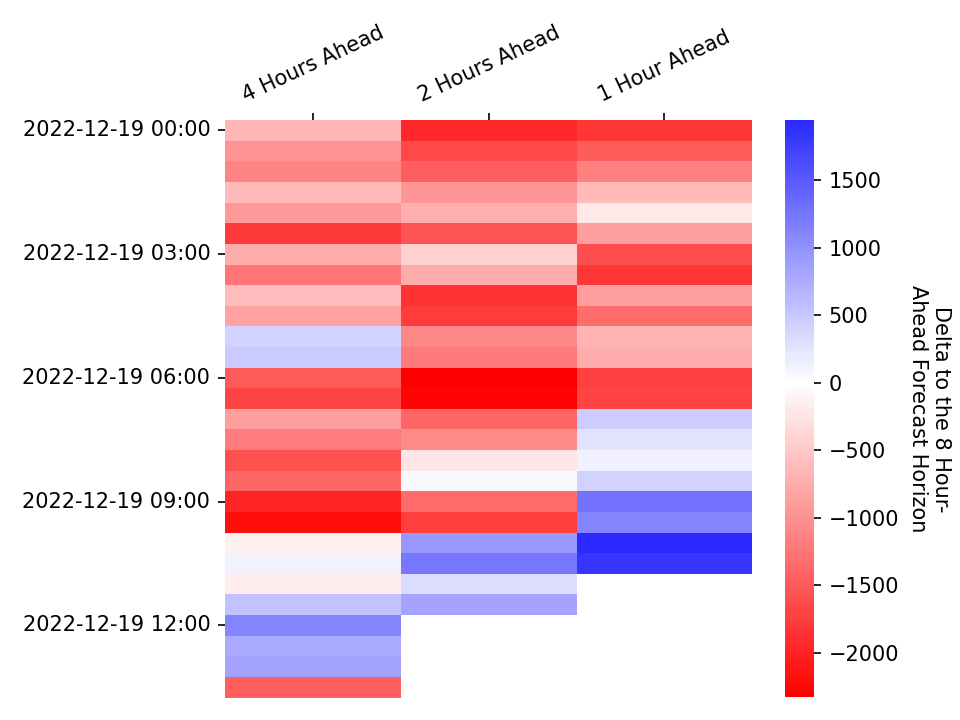 4 Hours Ahead
2 Hours Ahead
1 Hour Ahead
2022-12-19 00:00
2022-12-19 03:00
2022-12-19 06:00
2022-12-19 09:00
2022-12-19 12:00
1500
1000
500
0
−500
−1000
−1500
−2000
Delta to the 8 Hour-
Ahead Forecast Horizon